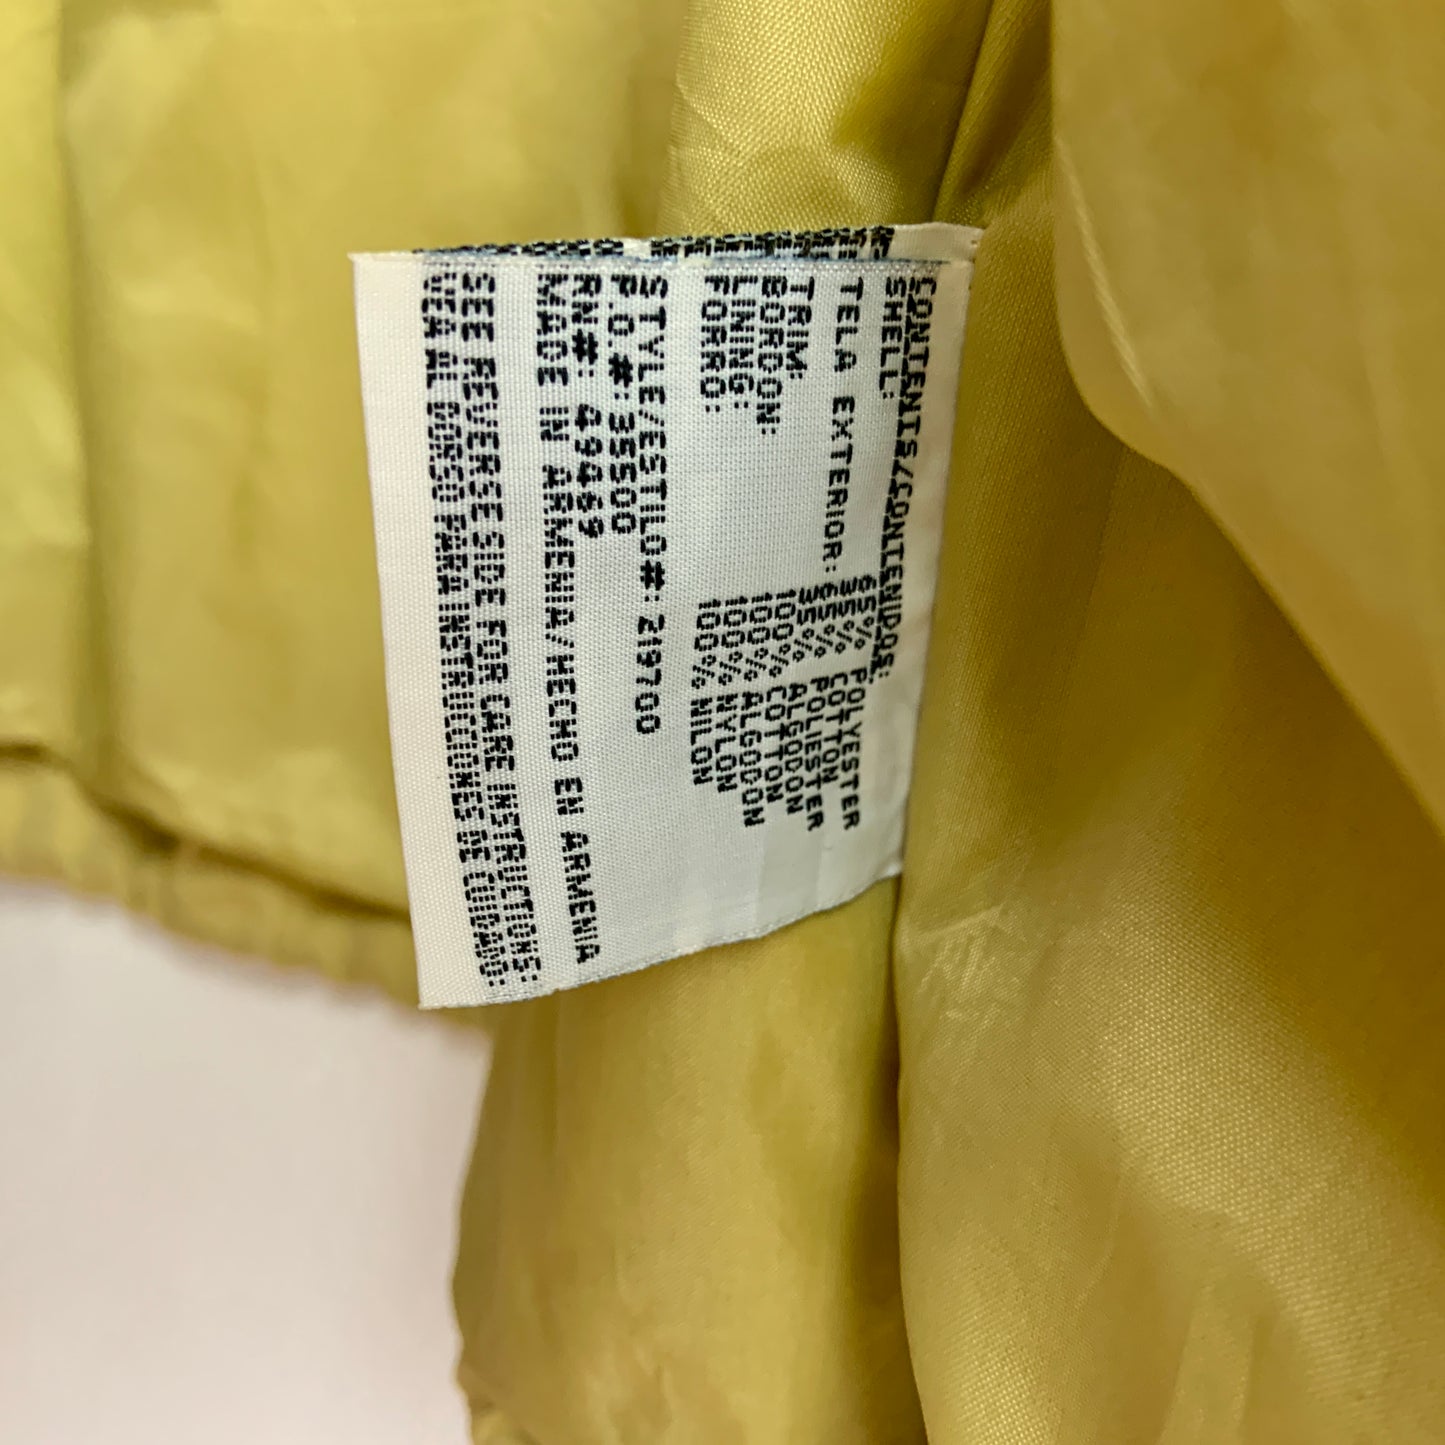 CONTENTS/CONTENIDOS:
SHELL: 65% POLYESTER
35% COTTON
TELA EXTERIOR: 65% POLIESTER
35% ALGODON
TRIM: 100% COTTON
BORDON: 100% ALGODON
LINING: 100% NYLON
FORRO: 100% NILON
STYLE/ESTILO#: 219700
P.O.#: 35500
RN#: 49469
MADE IN ARMENIA/HECHO EN ARMENIA
SEE REVERSE SIDE FOR CARE INSTRUCTIONS:
VEA AL DORSO PARA INSTRUCCIONES DE CUIDADO: